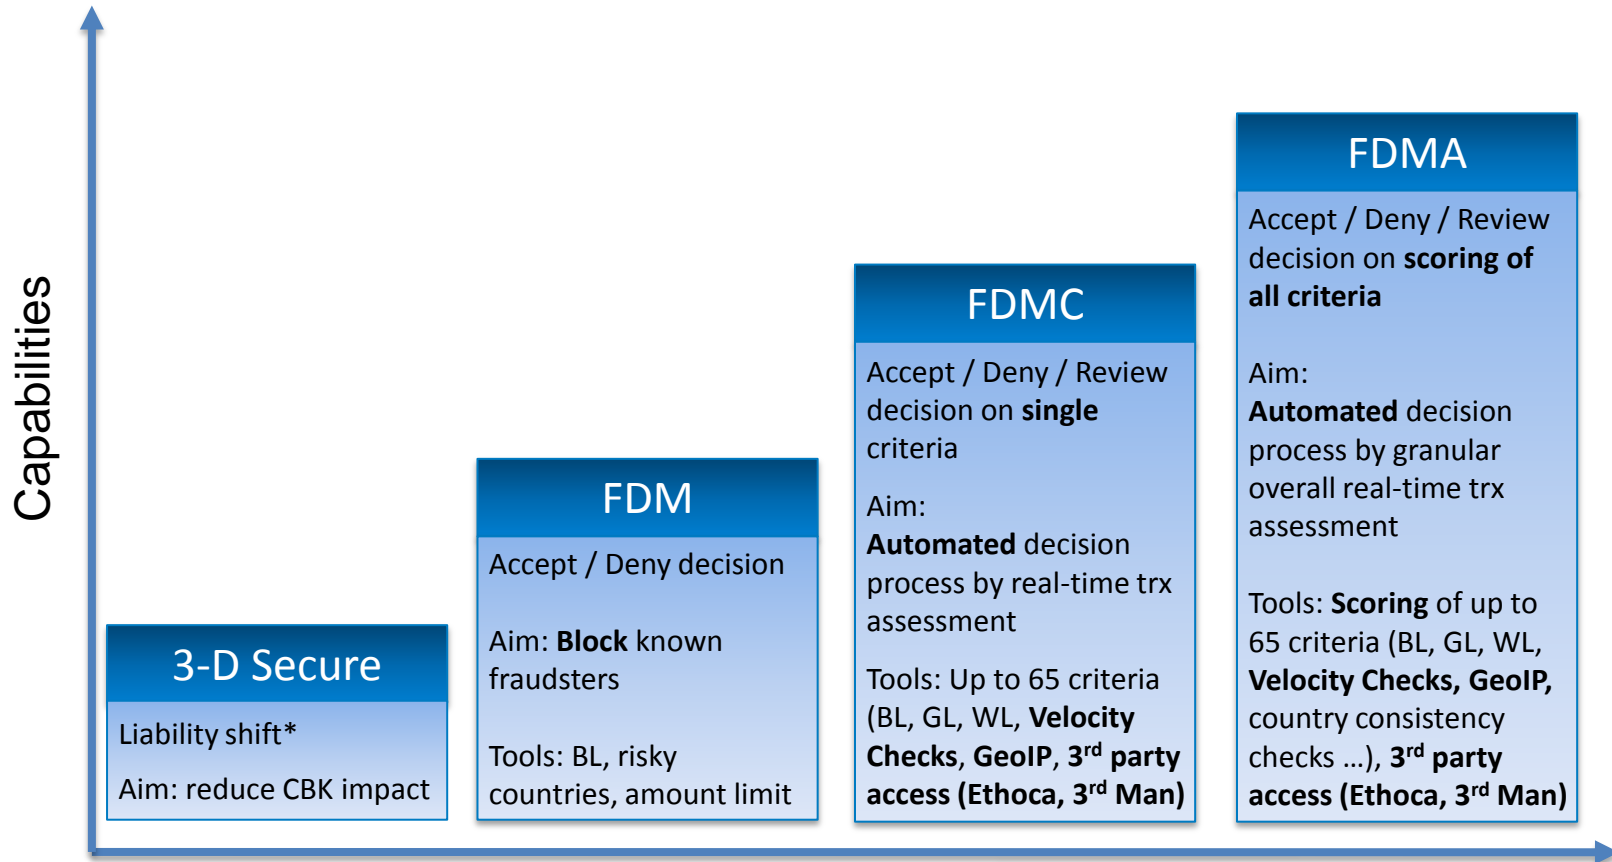 Capabilities
3-D Secure
Liability shift*
Aim: reduce CBK impact
FDM
Accept / Deny decision
Aim: Block known
fraudsters
Tools: BL, risky
countries, amount limit
FDMC
Accept / Deny / Review
decision on single
criteria
Aim:
Automated decision
process by real-time trx
assessment
Tools: Up to 65 criteria
(BL, GL, WL, Velocity
Checks, GeoIP, 3rd party
access (Ethoca, 3rd Man)
FDMA
Accept / Deny / Review
decision on scoring of
all criteria
Aim:
Automated decision
process by granular
overall real-time trx
assessment
Tools: Scoring of up to
65 criteria (BL, GL, WL,
Velocity Checks, GeoIP,
country consistency
checks ...), 3rd party
access (Ethoca, 3rd Man)